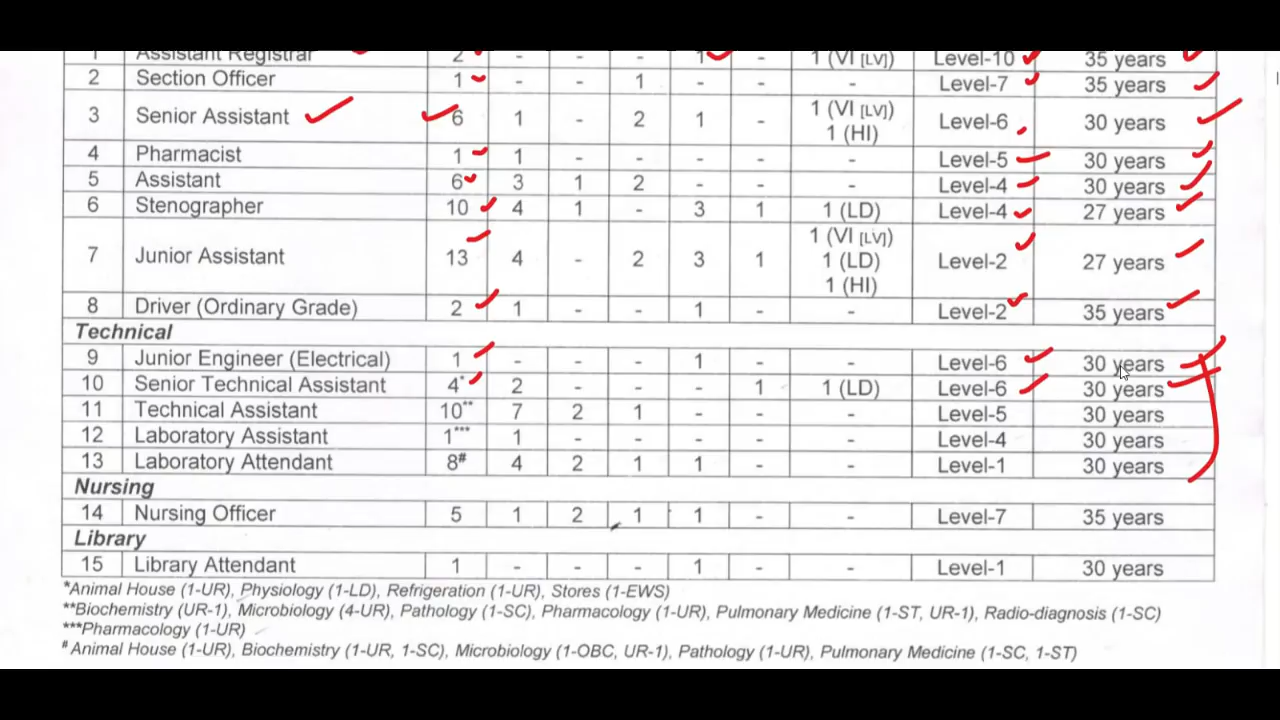 1 Assistant Registrar 2 - - - 1 - 1 (VI [LV]) Level-10 35 years
2 Section Officer 1 - - 1 - - - Level-7 35 years
3 Senior Assistant 6 1 - 2 1 - 1 (VI [LV]) Level-6 30 years
1 (HI)
4 Pharmacist 1 1 - - - - - Level-5 30 years
5 Assistant 6 3 1 2 - - - Level-4 30 years
6 Stenographer 10 4 1 - 3 1 1 (LD) Level-4 27 years
1 (VI [LV])
7 Junior Assistant 13 4 - 2 3 1 1 (LD) Level-2 27 years
1 (HI)
8 Driver (Ordinary Grade) 2 1 - - 1 - - Level-2 35 years
Technical
9 Junior Engineer (Electrical) 1 - - - 1 - - Level-6 30 years
10 Senior Technical Assistant 4* 2 - - - 1 1 (LD) Level-6 30 years
11 Technical Assistant 10** 7 2 1 - - - Level-5 30 years
12 Laboratory Assistant 1*** 1 - - - - - Level-4 30 years
13 Laboratory Attendant 8# 4 2 1 1 - - Level-1 30 years
Nursing
14 Nursing Officer 5 1 2 1 1 - - Level-7 35 years
Library
15 Library Attendant 1 - - - 1 - - Level-1 30 years
*Animal House (1-UR), Physiology (1-LD), Refrigeration (1-UR), Stores (1-EWS)
**Biochemistry (UR-1), Microbiology (4-UR), Pathology (1-SC), Pharmacology (1-UR), Pulmonary Medicine (1-ST, UR-1), Radio-diagnosis (1-SC)
***Pharmacology (1-UR)
#Animal House (1-UR), Biochemistry (1-UR, 1-SC), Microbiology (1-OBC, UR-1), Pathology (1-UR), Pulmonary Medicine (1-SC, 1-ST)